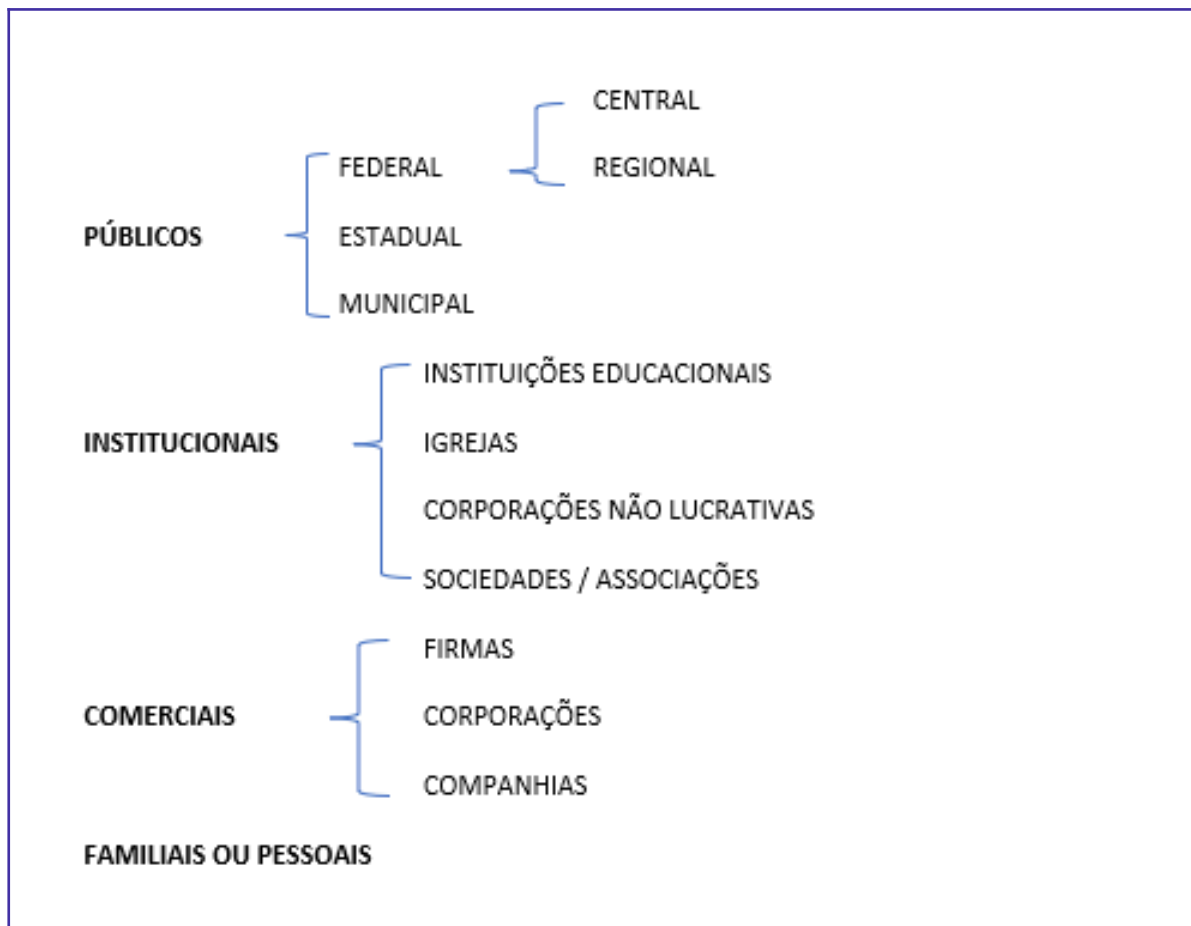 CENTRAL
FEDERAL REGIONAL
PÚBLICOS ESTADUAL
MUNICIPAL
INSTITUIÇÕES EDUCACIONAIS
INSTITUCIONAIS IGREJAS
CORPORAÇÕES NÃO LUCRATIVAS
SOCIEDADES / ASSOCIAÇÕES
FIRMAS
COMERCIAIS CORPORAÇÕES
COMPANHIAS
FAMILIAIS OU PESSOAIS